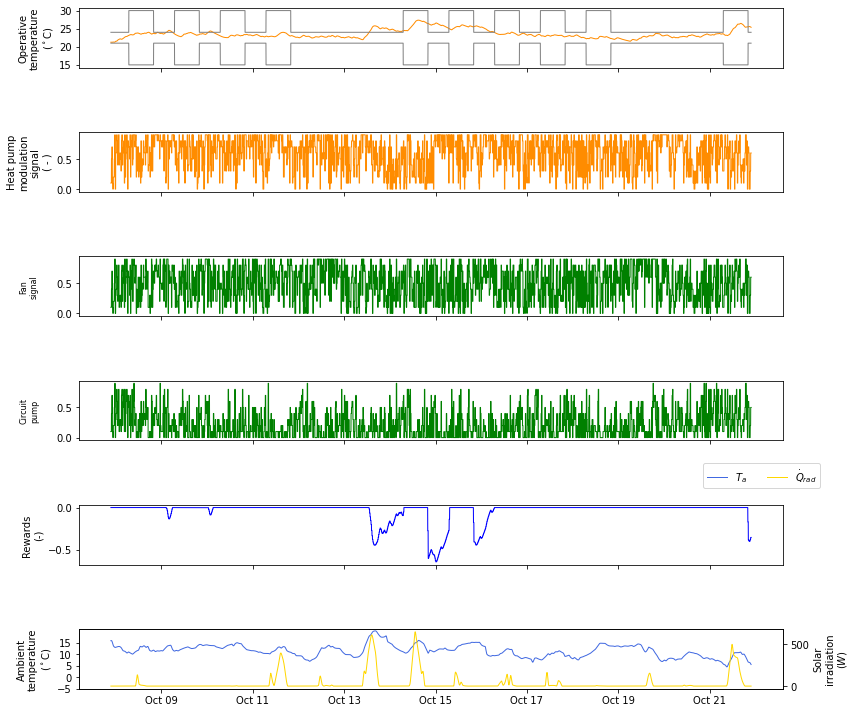 Operative
temperature
(°C)
30
25
20
15
Heat pump
modulation
signal
( - )
0.5
0.0
Fan
signal
0.5
0.0
Circuit
pump
0.5
0.0
T_a
Q̇_rad
Rewards
(-)
0.0
−0.5
Ambient
temperature
(°C)
15
10
5
0
−5
500
0
Solar
irradiation
(W)
Oct 09
Oct 11
Oct 13
Oct 15
Oct 17
Oct 19
Oct 21